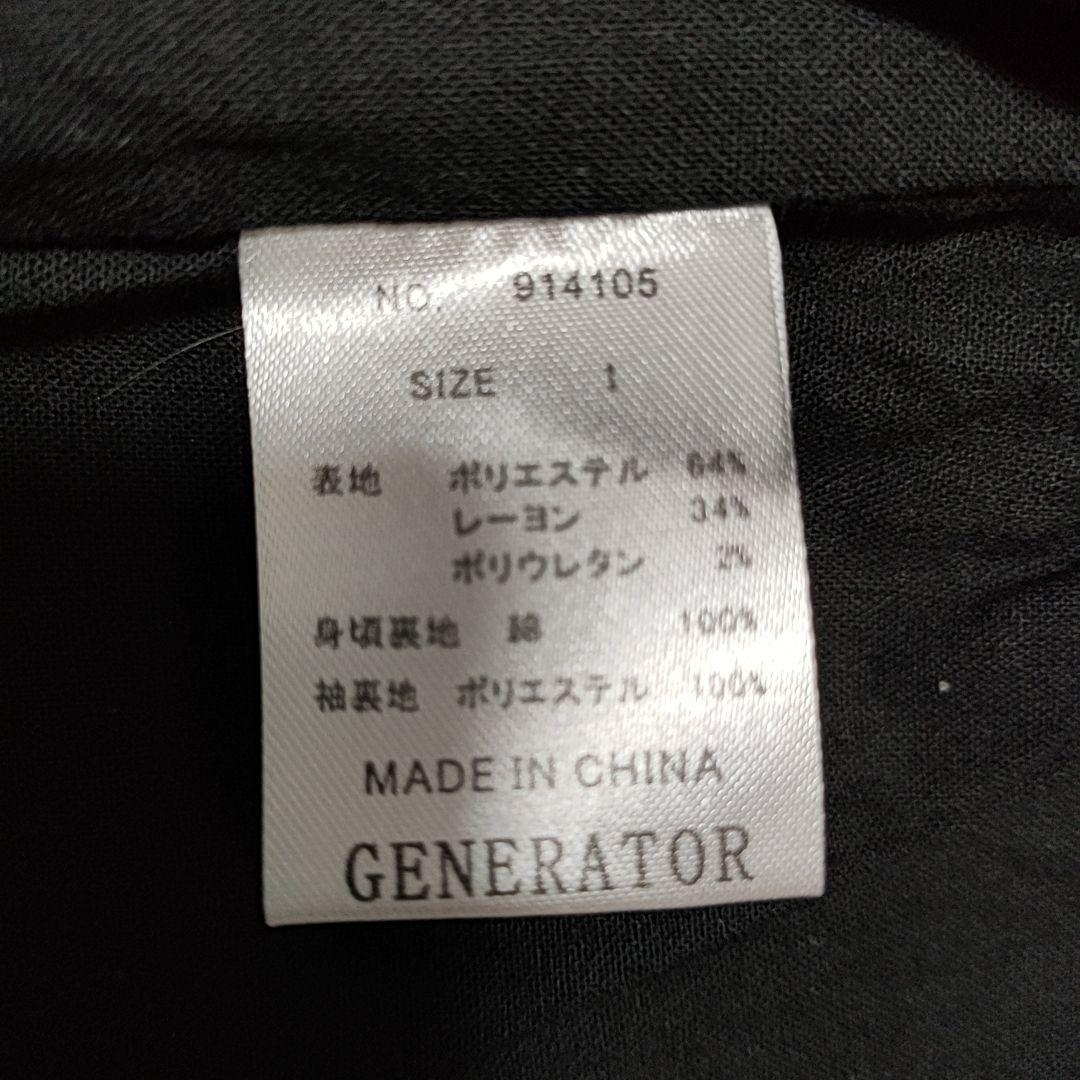 NO. 914105
SIZE 1
表地 ポリエステル 64%
レーヨン 34%
ポリウレタン 2%
身頃裏地 綿 100%
袖裏地 ポリエステル 100%
MADE IN CHINA
GENERATOR